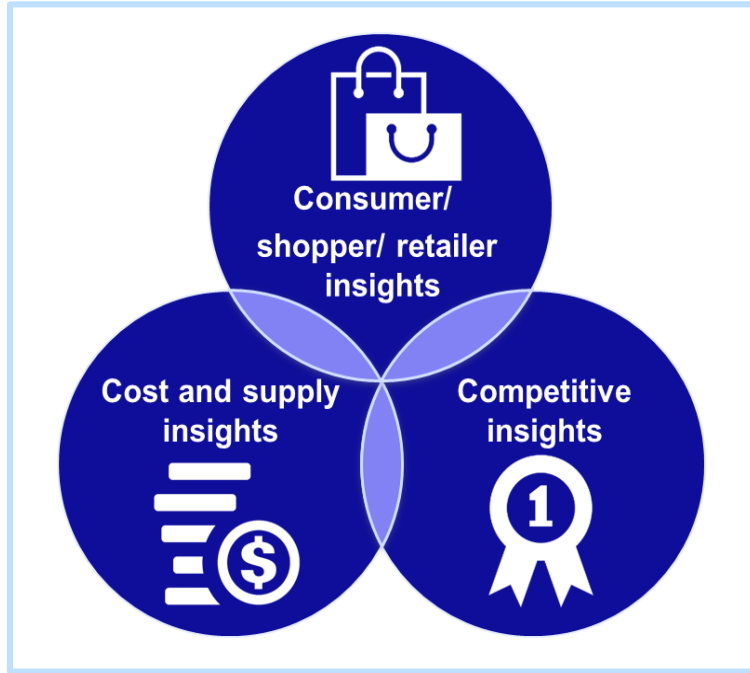 Consumer/
shopper/ retailer
insights
Cost and supply
insights
Competitive
insights
$
1